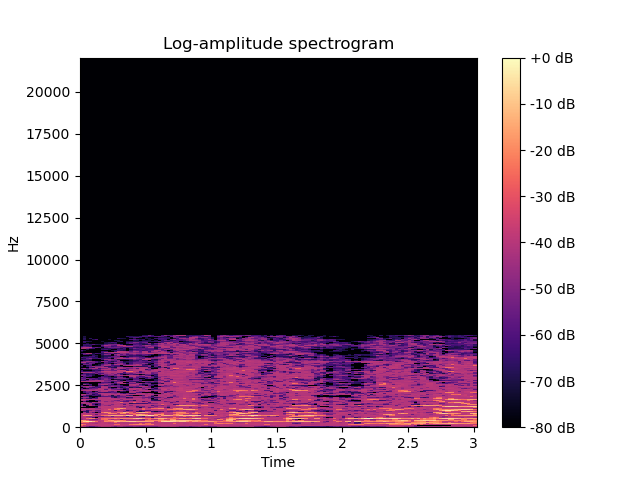 Log-amplitude spectrogram
Hz
20000
17500
15000
12500
10000
7500
5000
2500
0
0 0.5 1 1.5 2 2.5 3
Time
+0 dB
-10 dB
-20 dB
-30 dB
-40 dB
-50 dB
-60 dB
-70 dB
-80 dB